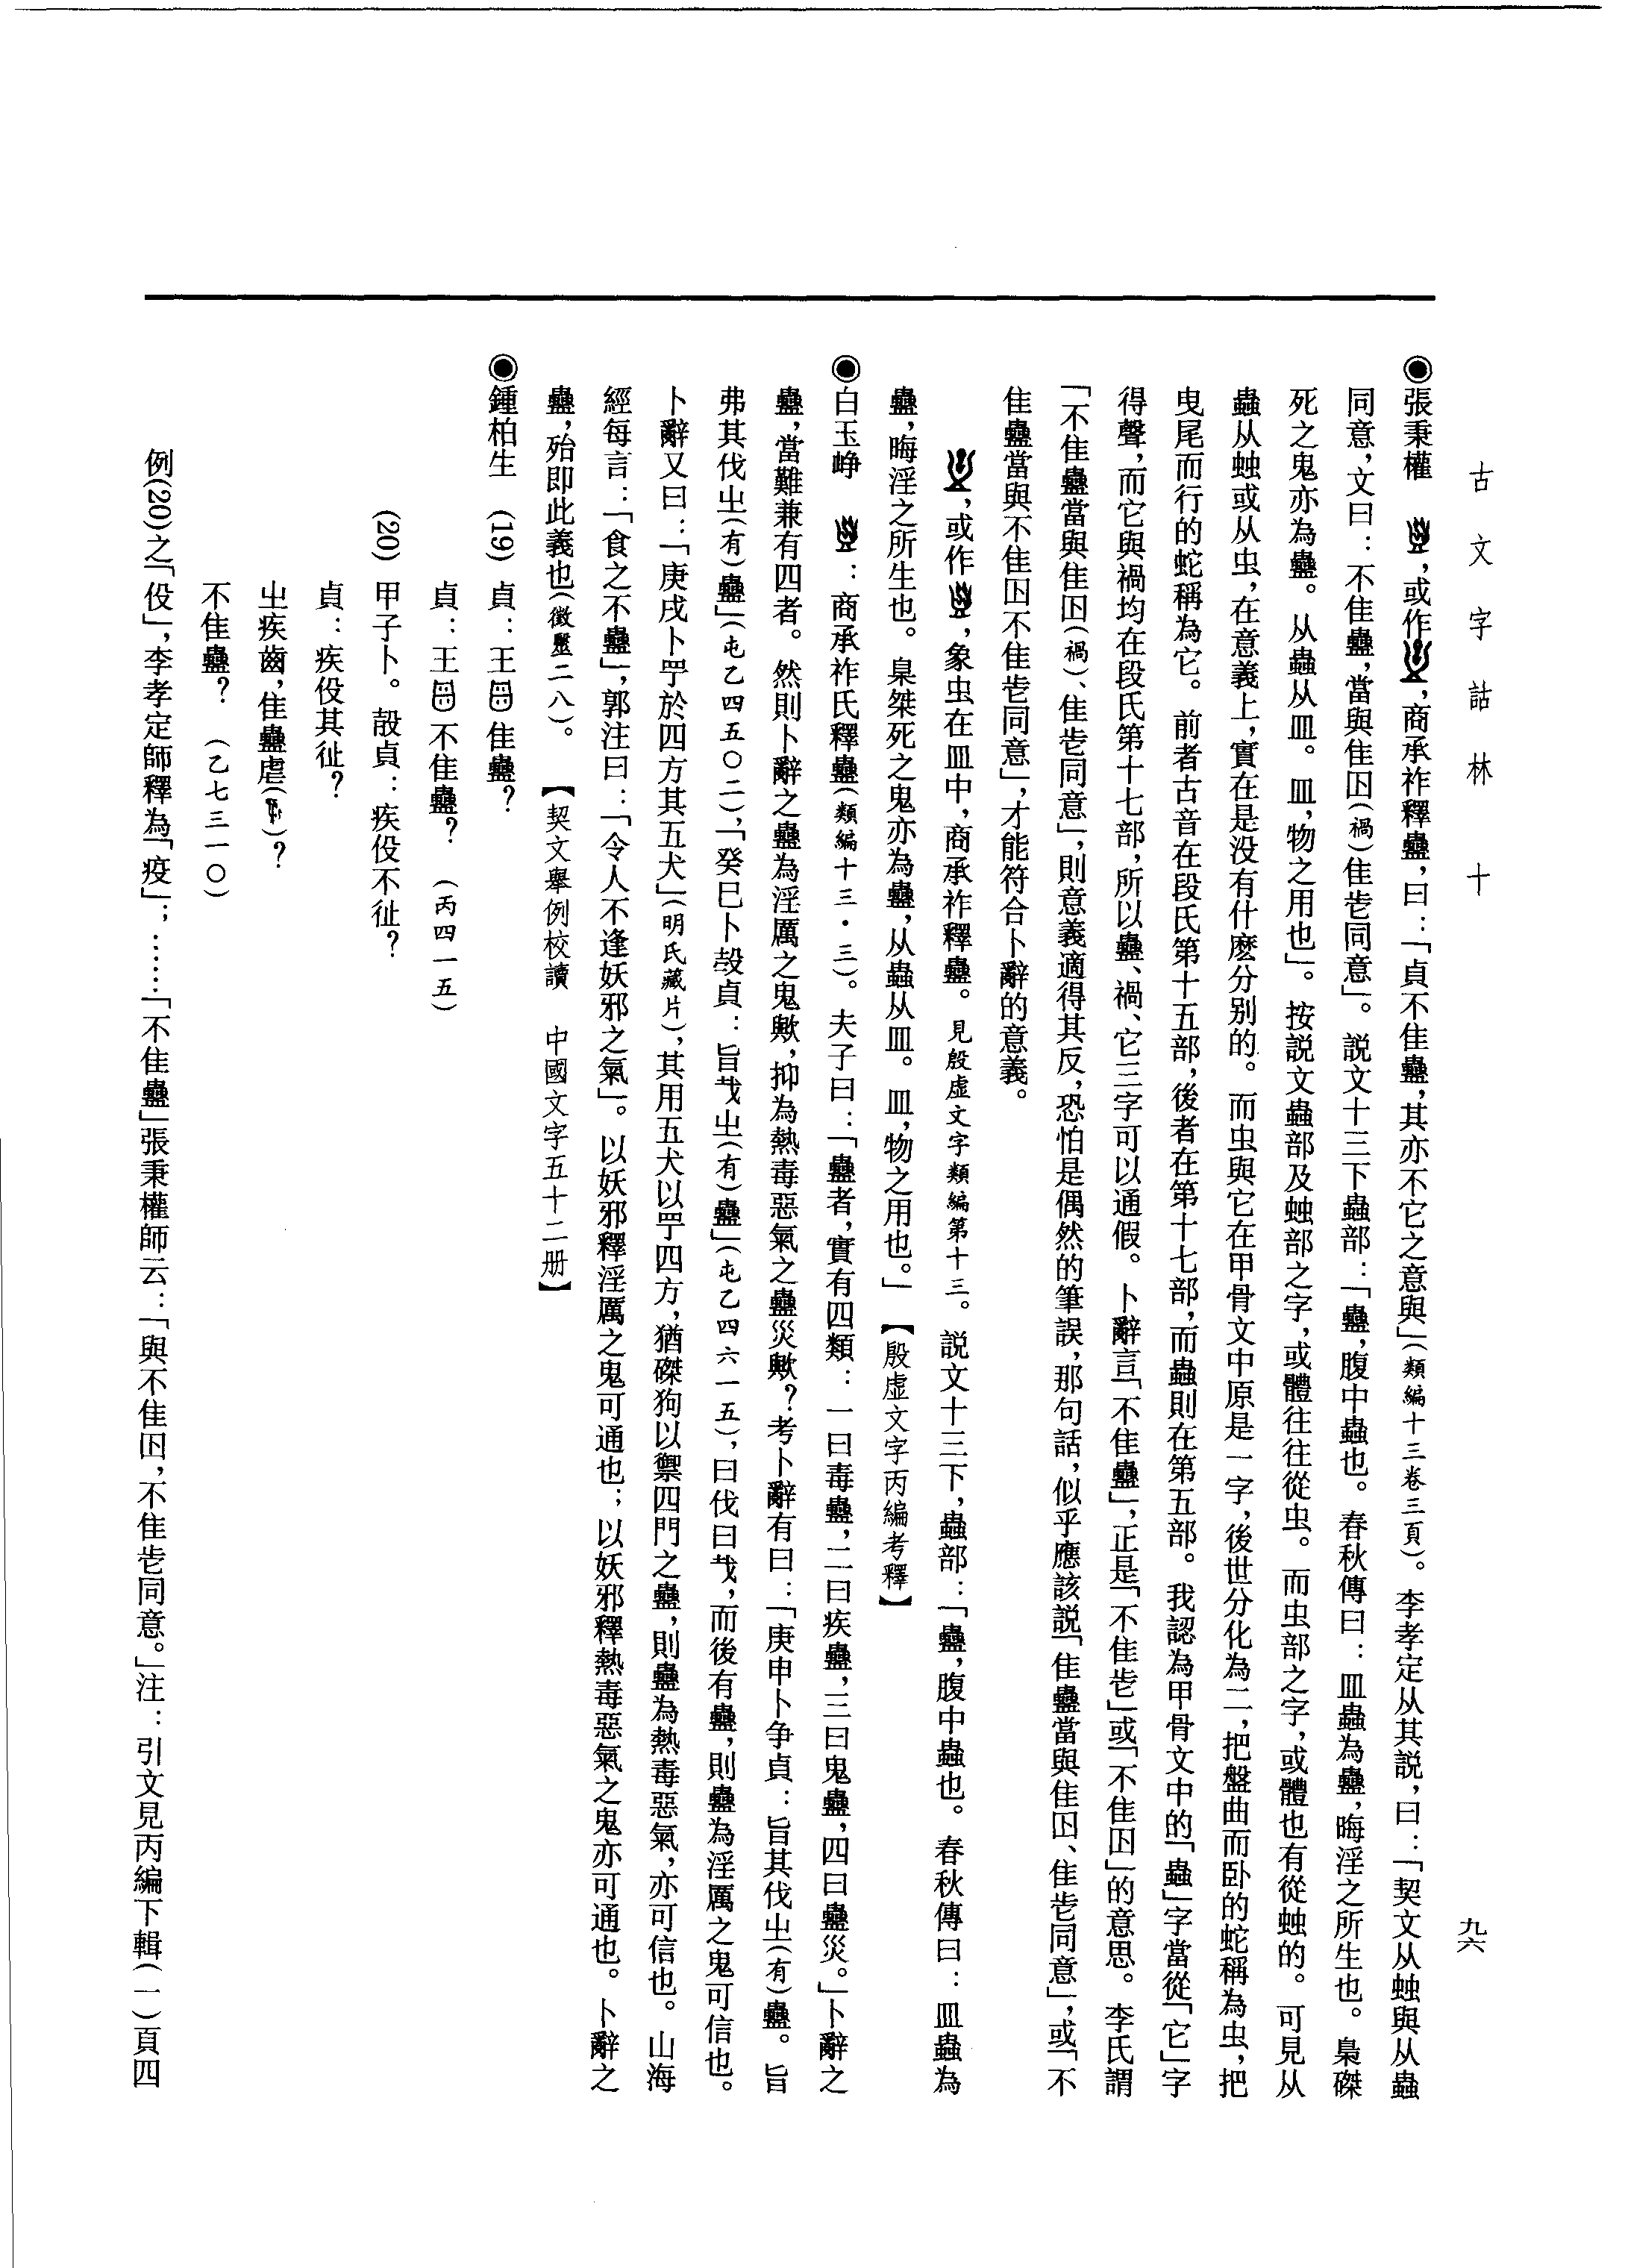 古文字詁林 十
九六
◉張秉權 ,或作,商承祚釋蠱,曰:「貞不隹蠱,其亦不它之意與」(類編十三卷三頁)。李孝定从其説,曰:「契文从䖵與从蟲
同意,文曰:不隹蠱,當與隹囚(禍)隹𡆥同意」。説文十三下蟲部:「蠱,腹中蟲也。春秋傳曰:皿蟲為蠱,晦淫之所生也。梟磔
死之鬼亦為蠱。从蟲从皿。皿,物之用也」。按説文蟲部及䖵部之字,或體往往從虫。而虫部之字,或體也有從䖵的。可見从
蟲从䖵或从虫,在意義上,實在是没有什麽分别的。而虫與它在甲骨文中原是一字,後世分化為二,把盤曲而卧的蛇稱為虫,把
曳尾而行的蛇稱為它。前者古音在段氏第十五部,後者在第十七部,而蟲則在第五部。我認為甲骨文中的「蟲」字當從「它」字
得聲,而它與禍均在段氏第十七部,所以蠱、禍、它三字可以通假。卜辭言「不隹蠱」,正是「不隹𡆥」或「不隹囚」的意思。李氏謂
「不隹蠱當與隹囚(禍)、隹𡆥同意」,則意義適得其反,恐怕是偶然的筆誤,那句話,似乎應該説「隹蠱當與隹囚、隹𡆥同意」,或「不
隹蠱當與不隹囚不隹𡆥同意」,才能符合卜辭的意義。
,或作,象虫在皿中,商承祚釋蠱。見殷虚文字類編第十三。説文十三下,蟲部:「蠱,腹中蟲也。春秋傳曰:皿蟲為
蠱,晦淫之所生也。臬桀死之鬼亦為蠱,从蟲从皿。皿,物之用也。」【殷虚文字丙編考釋】
◉白玉崢 :商承祚氏釋蠱(類編十三·三)。夫子曰:「蠱者,實有四類:一曰毒蠱,二曰疾蠱,三曰鬼蠱,四曰蠱災。」卜辭之
蠱,當難兼有四者。然則卜辭之蠱為淫厲之鬼歟,抑為熱毒惡氣之蠱災歟?考卜辭有曰:「庚申卜争貞:旨其伐㞢(有)蠱。旨
弗其伐㞢(有)蠱」(屯乙四五〇二),「癸巳卜㱿貞:旨𢦏㞢(有)蠱」(屯乙四六一五),曰伐曰𢦏,而後有蠱,則蠱為淫厲之鬼可信也。
卜辭又曰:「庚戌卜甼於四方其五犬」(明氏藏片),其用五犬以甼四方,猶磔狗以禦四門之蠱,則蠱為熱毒惡氣,亦可信也。山海
經每言:「食之不蠱」,郭注曰:「令人不逢妖邪之氣」。以妖邪釋淫厲之鬼可通也;以妖邪釋熱毒惡氣之鬼亦可通也。卜辭之
蠱,殆即此義也(徵醫二八)。【契文舉例校讀 中國文字五十二册】
◉鍾柏生 (19) 貞:王𡇈隹蠱?
貞:王𡇈不隹蠱? (丙四一五)
(20) 甲子卜。㱿貞:疾役不祉?
貞:疾役其祉?
㞢疾齒,隹蠱虐()?
不隹蠱? (乙七三一〇)
例(20)之「役」,李孝定師釋為「疫」;……「不隹蠱」張秉權師云:「與不隹囚,不隹𡆥同意。」注:引文見丙編下輯(一)頁四